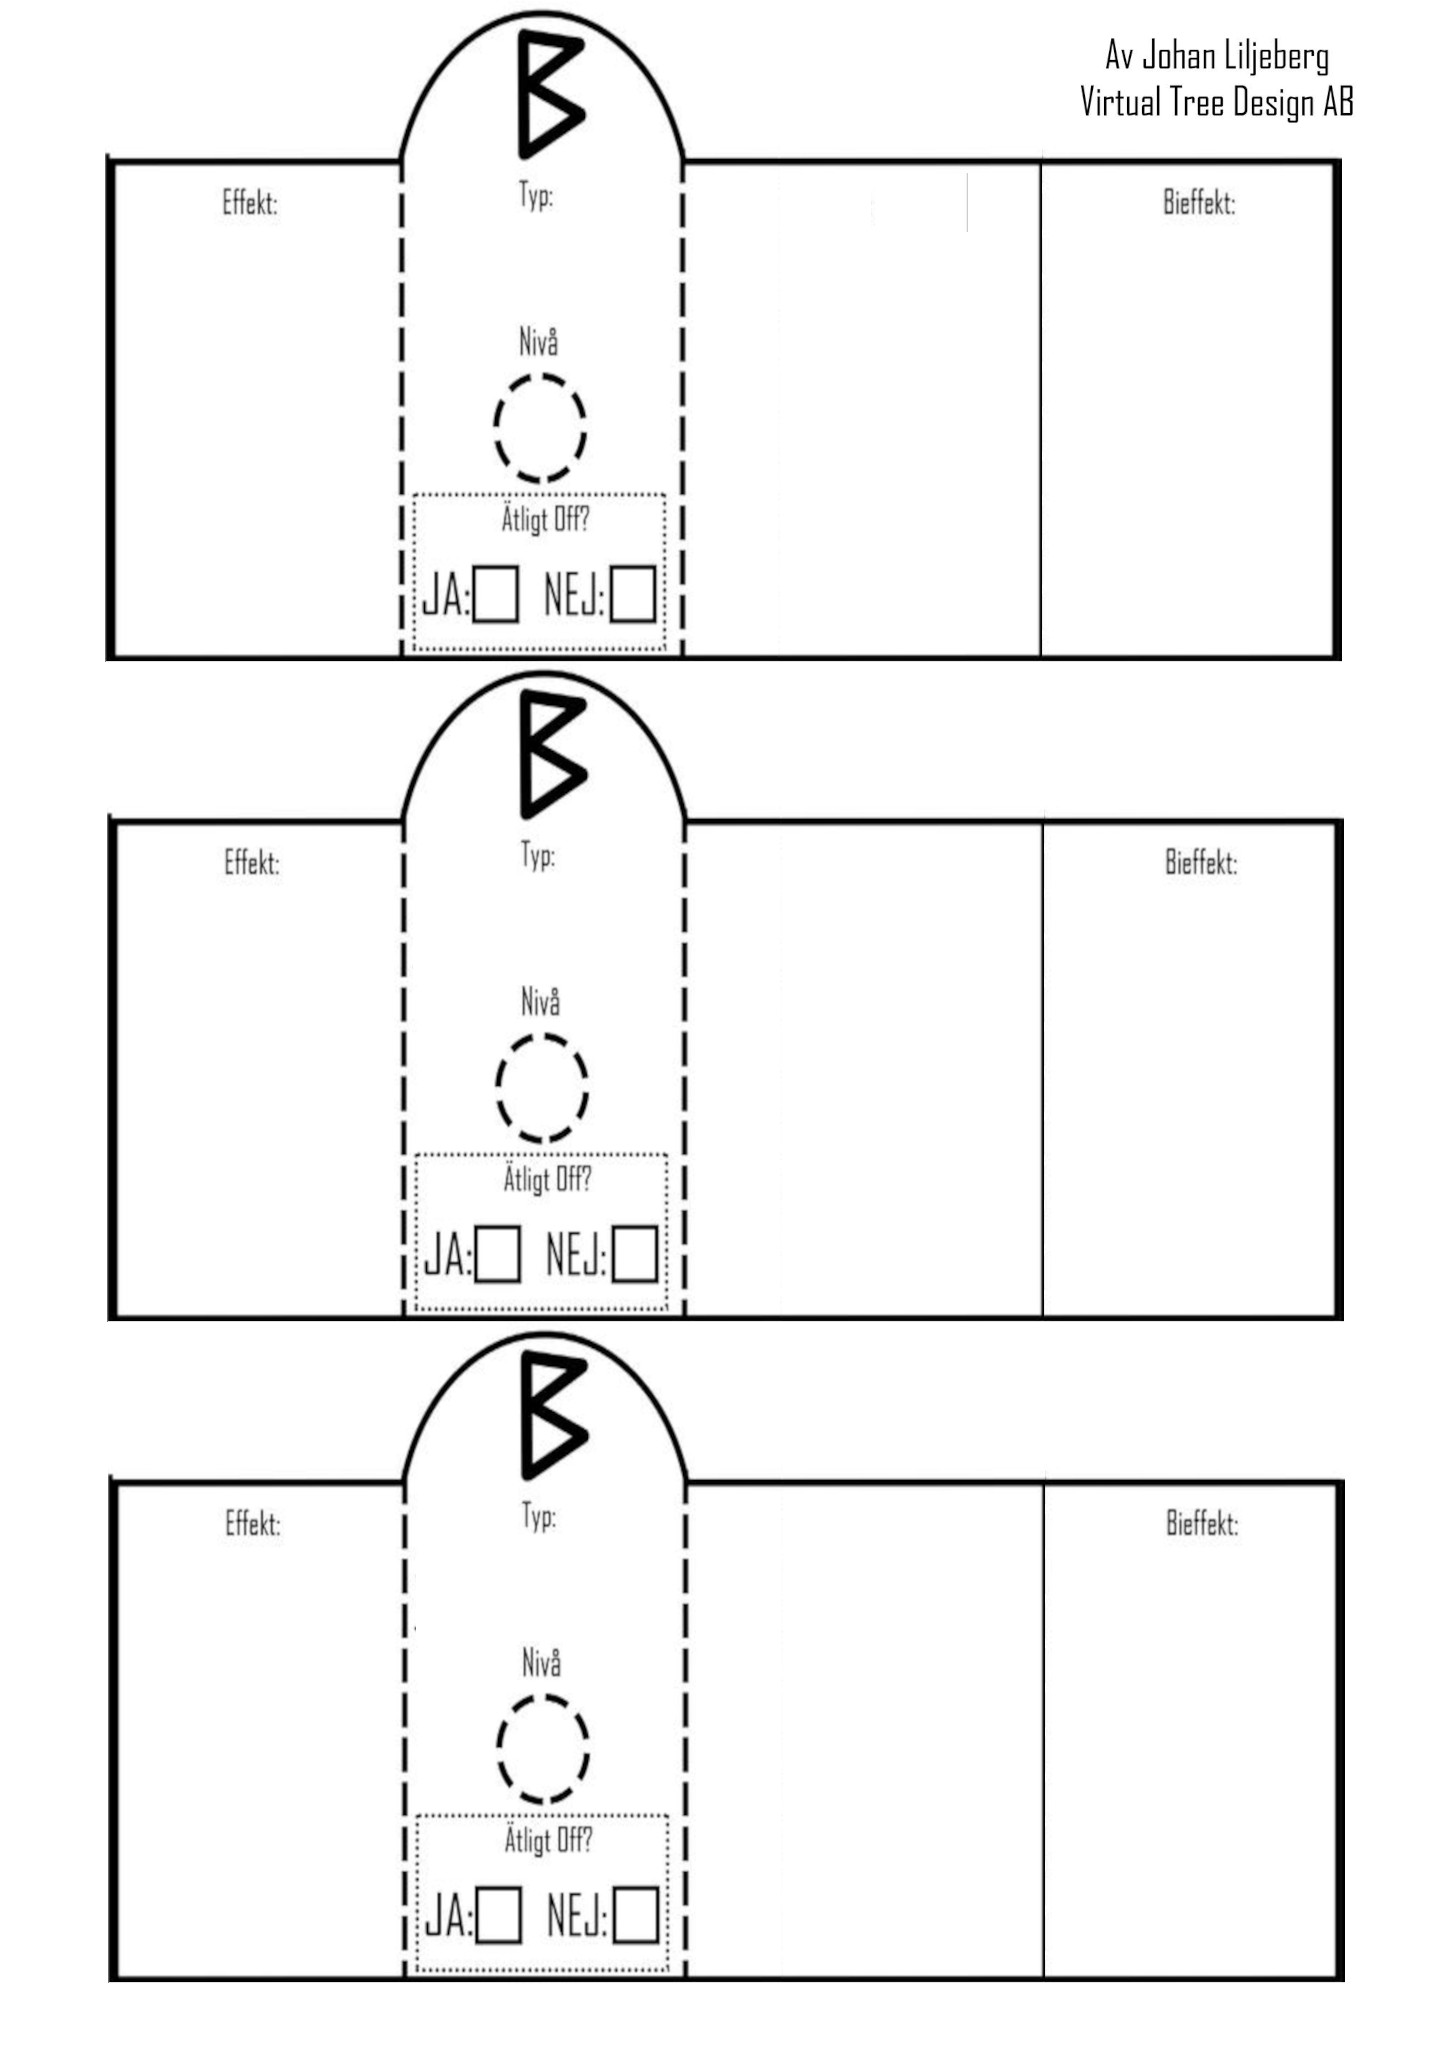 Av Johan Liljeberg
Virtual Tree Design AB
B
Effekt:
Typ:
Bieffekt:
Nivå
Ätligt Off?
JA: NEJ:
B
Effekt:
Typ:
Bieffekt:
Nivå
Ätligt Off?
JA: NEJ:
B
Effekt:
Typ:
Bieffekt:
Nivå
Ätligt Off?
JA: NEJ: